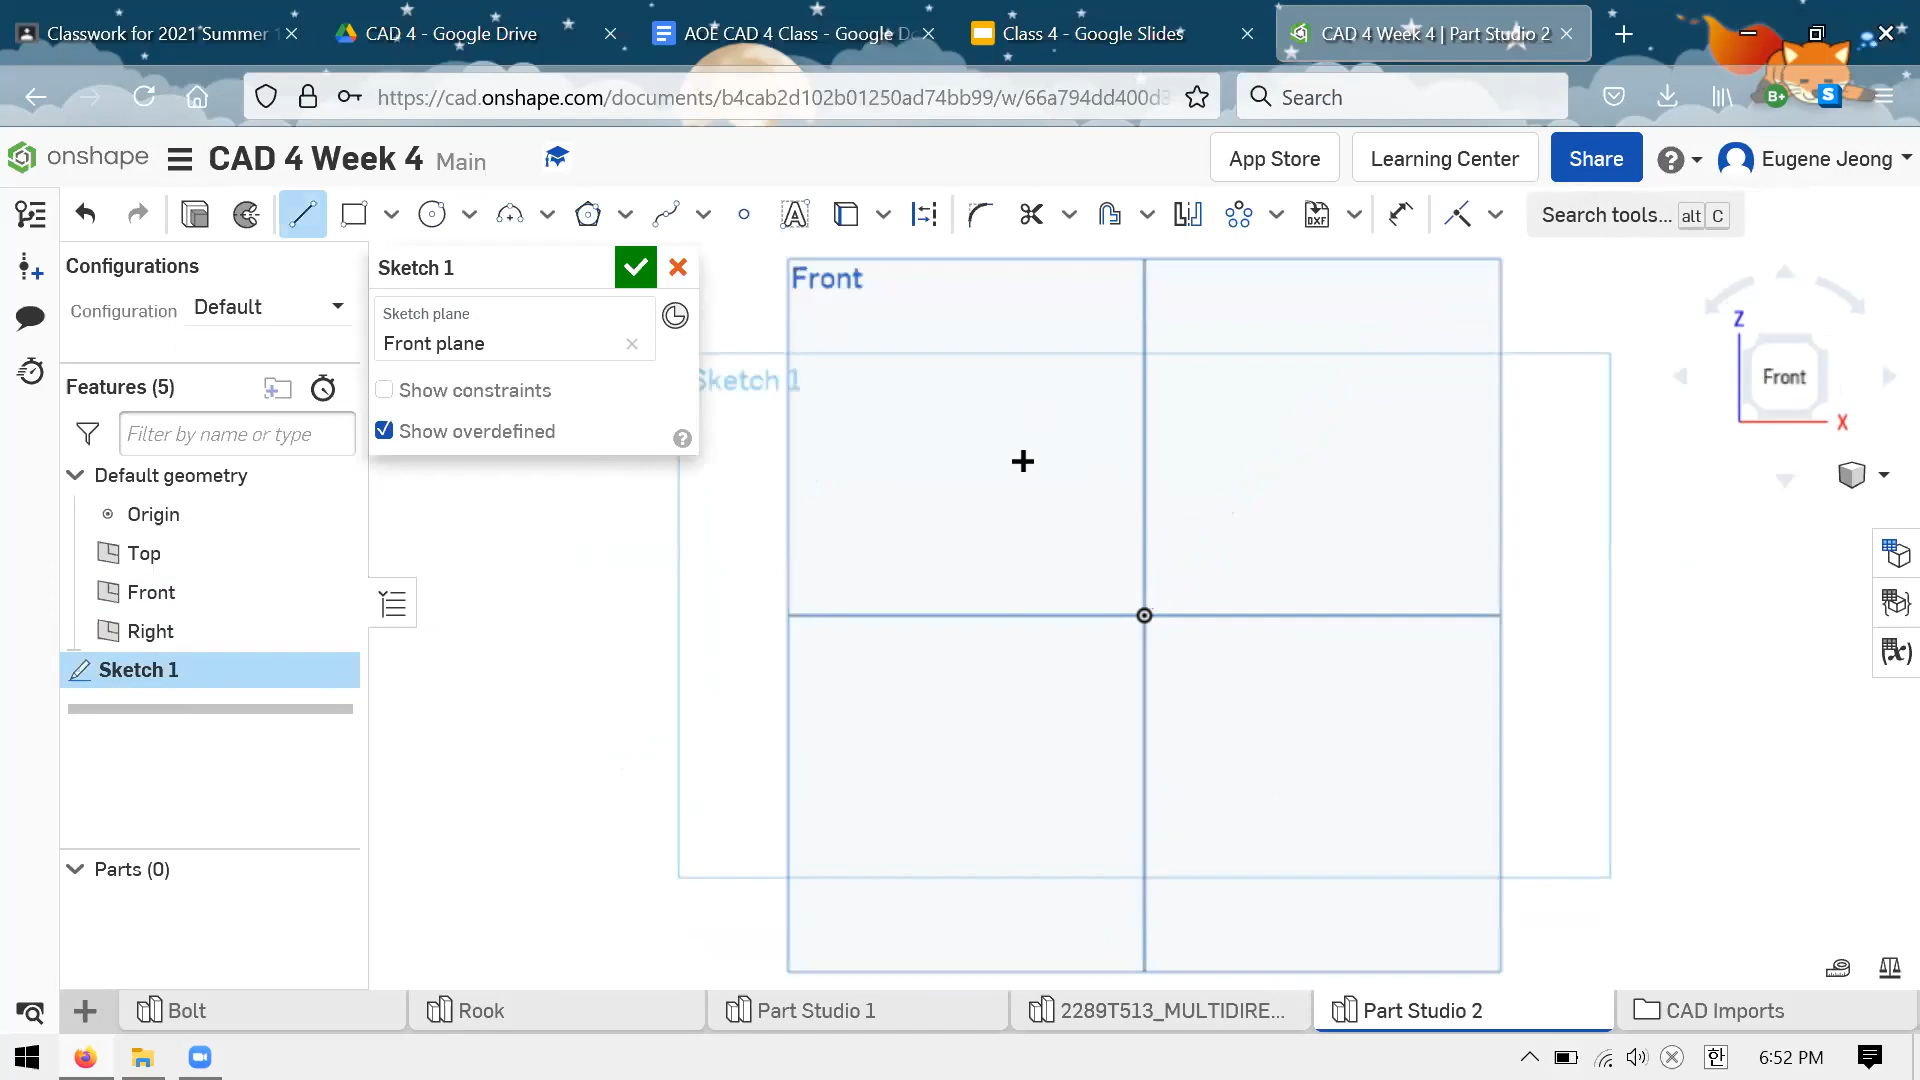 Classwork for 2021 Summer
CAD 4 - Google Drive
AOE CAD 4 Class - Google Do
Class 4 - Google Slides
CAD 4 Week 4 | Part Studio 2
https://cad.onshape.com/documents/b4cab2d102b01250ad74bb99/w/66a794dd400d3
Search
B+
S
onshape
CAD 4 Week 4 Main
App Store
Learning Center
Share
Eugene Jeong
DXF
Search tools... alt C
Configurations
Configuration Default
Features (5)
Filter by name or type
Default geometry
Origin
Top
Front
Right
Sketch 1
Parts (0)
Sketch 1
Sketch plane
Front plane
Show constraints
Show overdefined
Front
Sketch 1
Z
Front
X
(x)
Bolt
Rook
Part Studio 1
2289T513_MULTIDIRE...
Part Studio 2
CAD Imports
한
6:52 PM